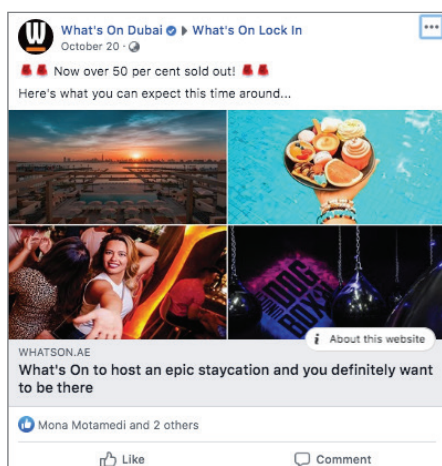 What's On Dubai ▸ What's On Lock In
October 20 ·
Now over 50 per cent sold out!
Here's what you can expect this time around...
About this website
WHATSON.AE
What's On to host an epic staycation and you definitely want
to be there
Mona Motamedi and 2 others
Like
Comment